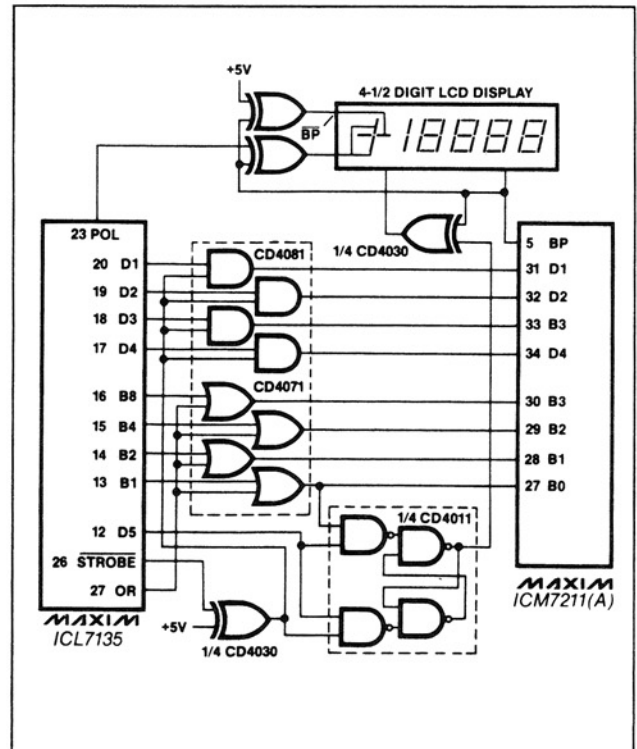 +5V
4-1/2 DIGIT LCD DISPLAY
BP
18888
23 POL
1/4 CD4030
5 BP
20 D1
CD4081
31 D1
19 D2
32 D2
18 D3
33 B3
17 D4
34 D4
CD4071
16 B8
30 B3
15 B4
29 B2
14 B2
28 B1
13 B1
27 B0
12 D5
1/4 CD4011
26 STROBE
27 OR
MAXIM
ICL7135
+5V
1/4 CD4030
MAXIM
ICM7211(A)